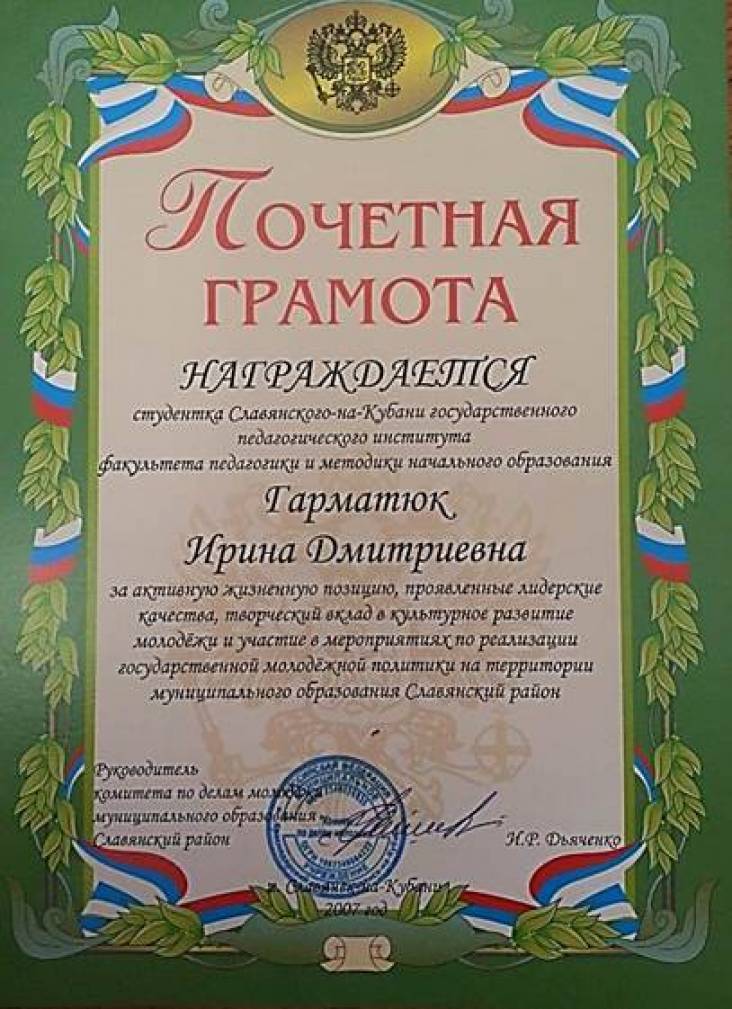 Почетная
грамота
НАГРАЖДАЕТСЯ
студентка Славянского-на-Кубани государственного
педагогического института
факультета педагогики и методики начального образования
Гарматюк
Ирина Дмитриевна
за активную жизненную позицию, проявленные лидерские
качества, творческий вклад в культурное развитие
молодёжи и участие в мероприятиях по реализации
государственной молодёжной политики на территории
муниципального образования Славянский район
Руководитель
комитета по делам молодежи
муниципального образования
Славянский район И.Р. Дьяченко
г. Славянск-на-Кубани
2007 год